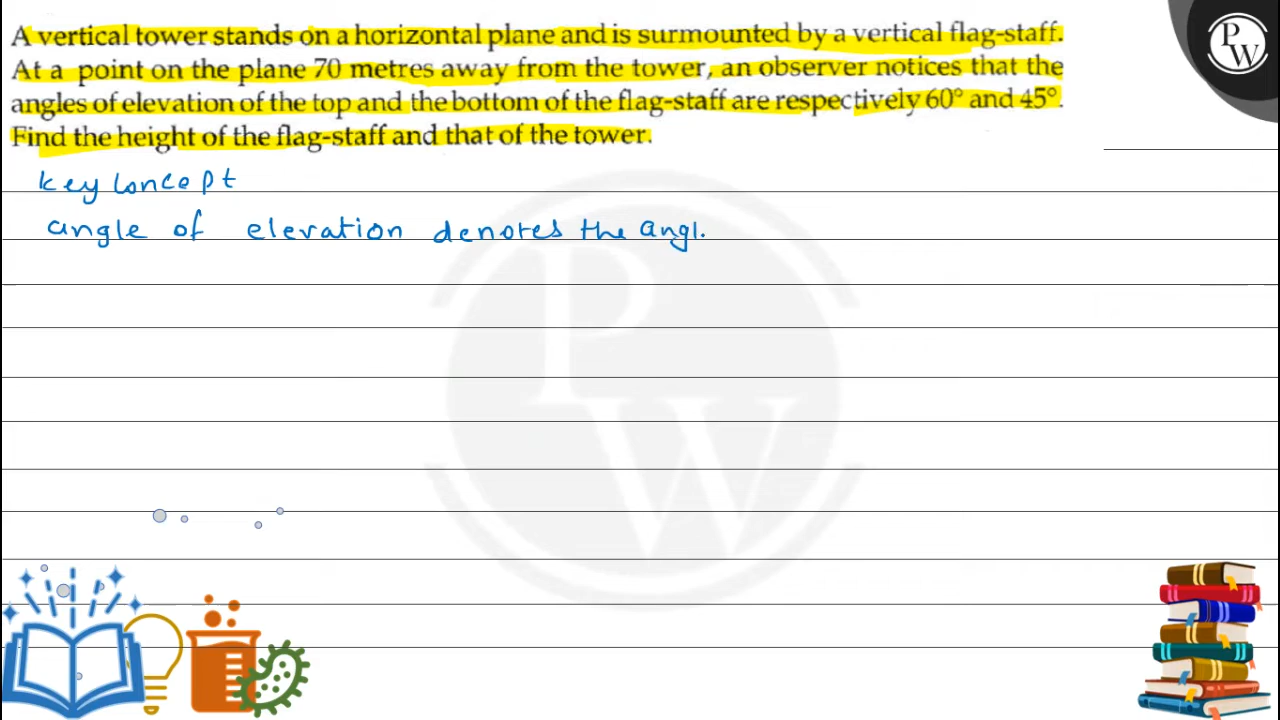 A vertical tower stands on a horizontal plane and is surmounted by a vertical flag-staff.
At a point on the plane 70 metres away from the tower, an observer notices that the
angles of elevation of the top and the bottom of the flag-staff are respectively 60° and 45°.
Find the height of the flag-staff and that of the tower.
key concept
angle of elevation denotes the angl.
P
W
P
W